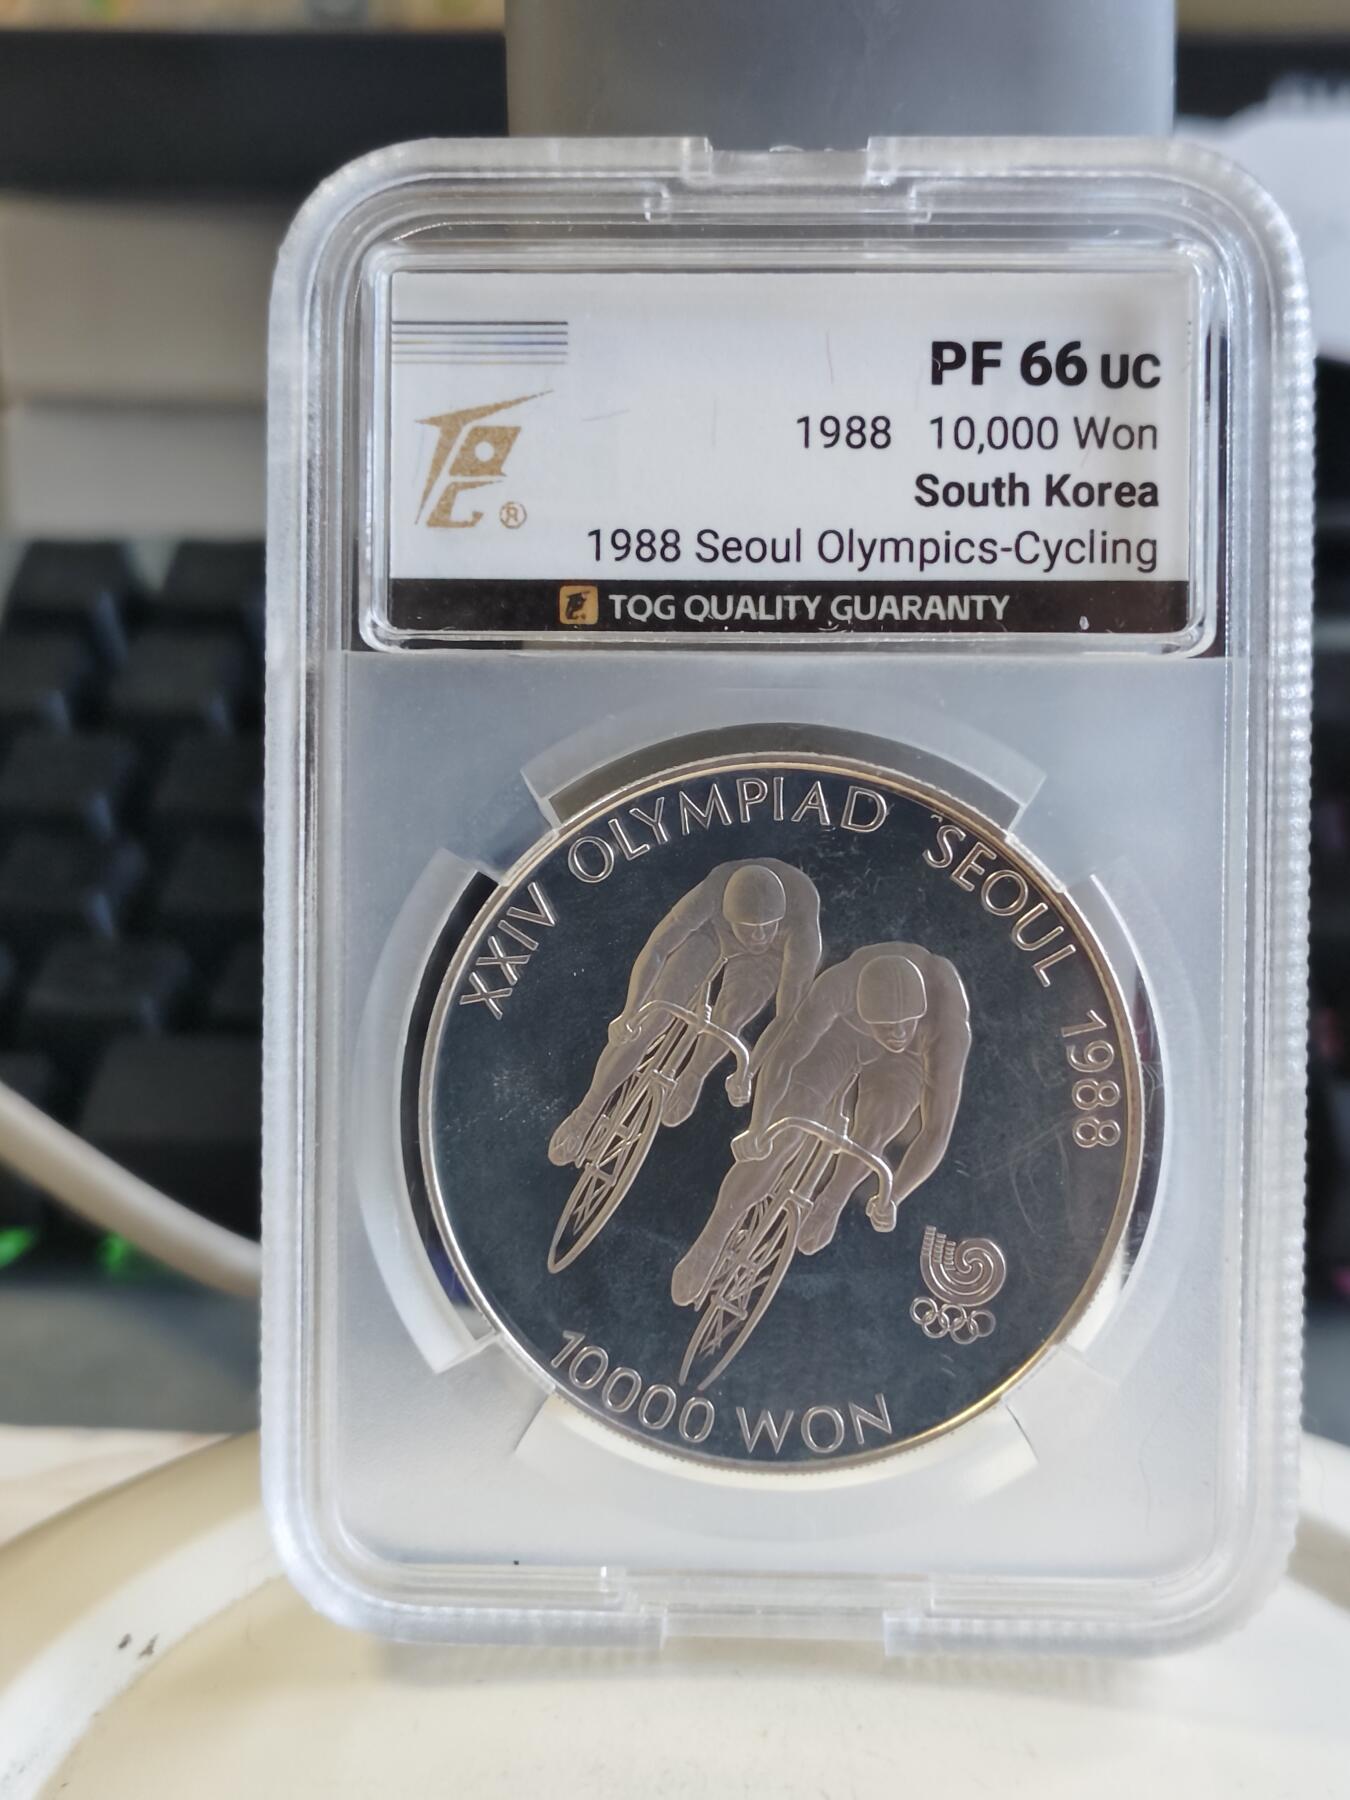 PF 66 UC
1988 10,000 Won
South Korea
1988 Seoul Olympics-Cycling
®
TQG QUALITY GUARANTY
XXIV OLYMPIAD SEOUL 1988
10000 WON